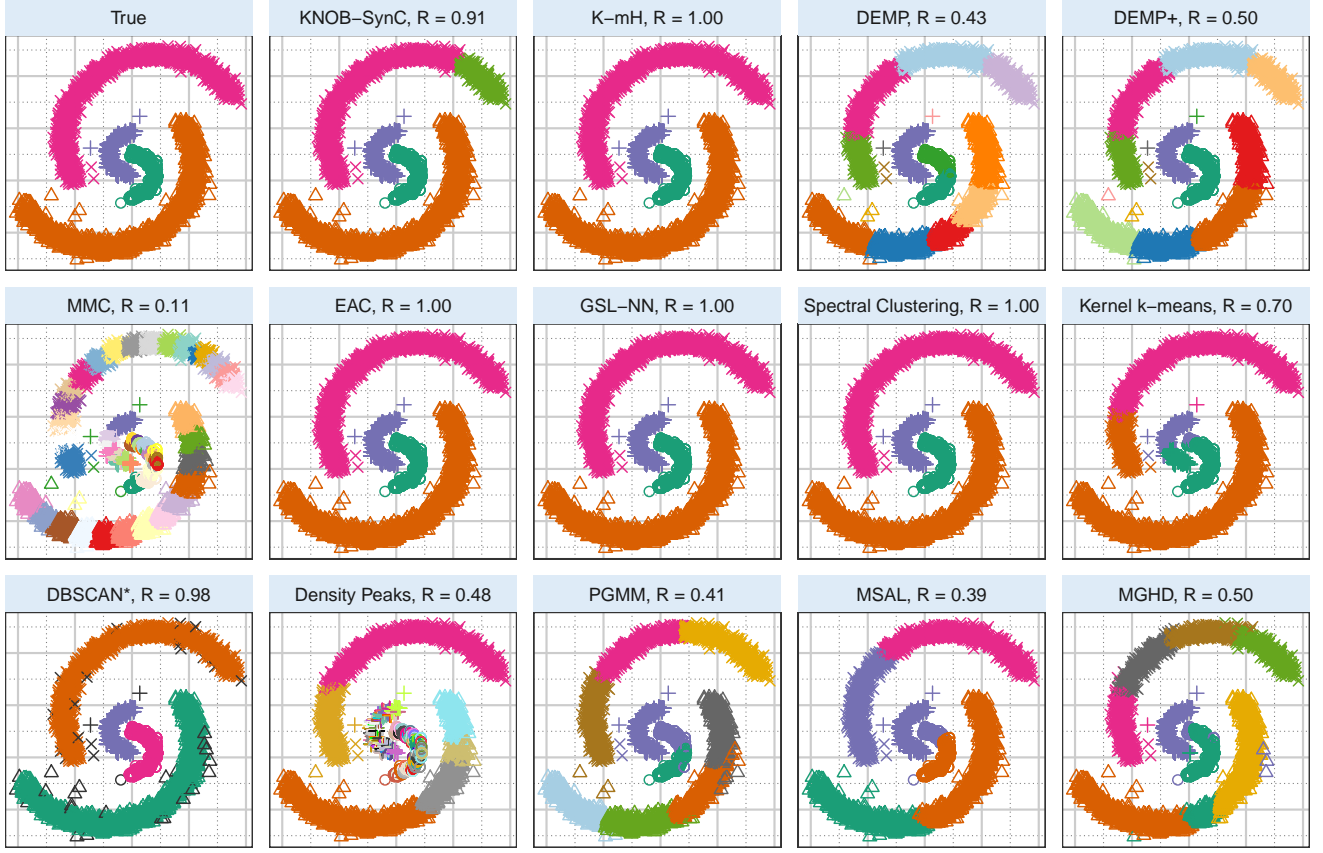 True
KNOB−SynC, R = 0.91
K−mH, R = 1.00
DEMP, R = 0.43
DEMP+, R = 0.50
MMC, R = 0.11
EAC, R = 1.00
GSL−NN, R = 1.00
Spectral Clustering, R = 1.00
Kernel k−means, R = 0.70
DBSCAN*, R = 0.98
Density Peaks, R = 0.48
PGMM, R = 0.41
MSAL, R = 0.39
MGHD, R = 0.50